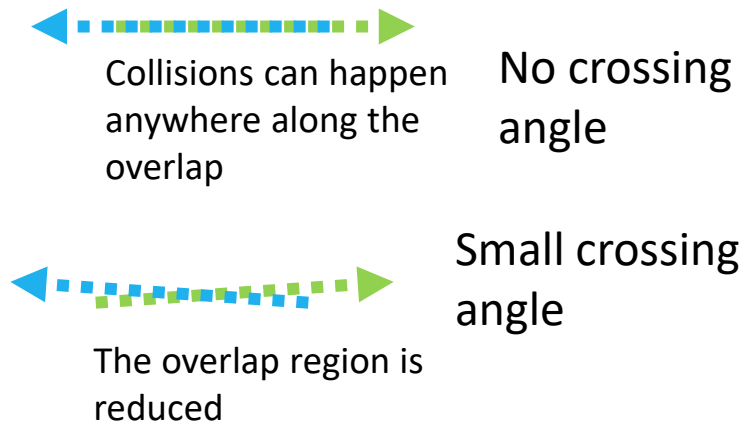 Collisions can happen
anywhere along the
overlap
No crossing
angle
Small crossing
angle
The overlap region is
reduced